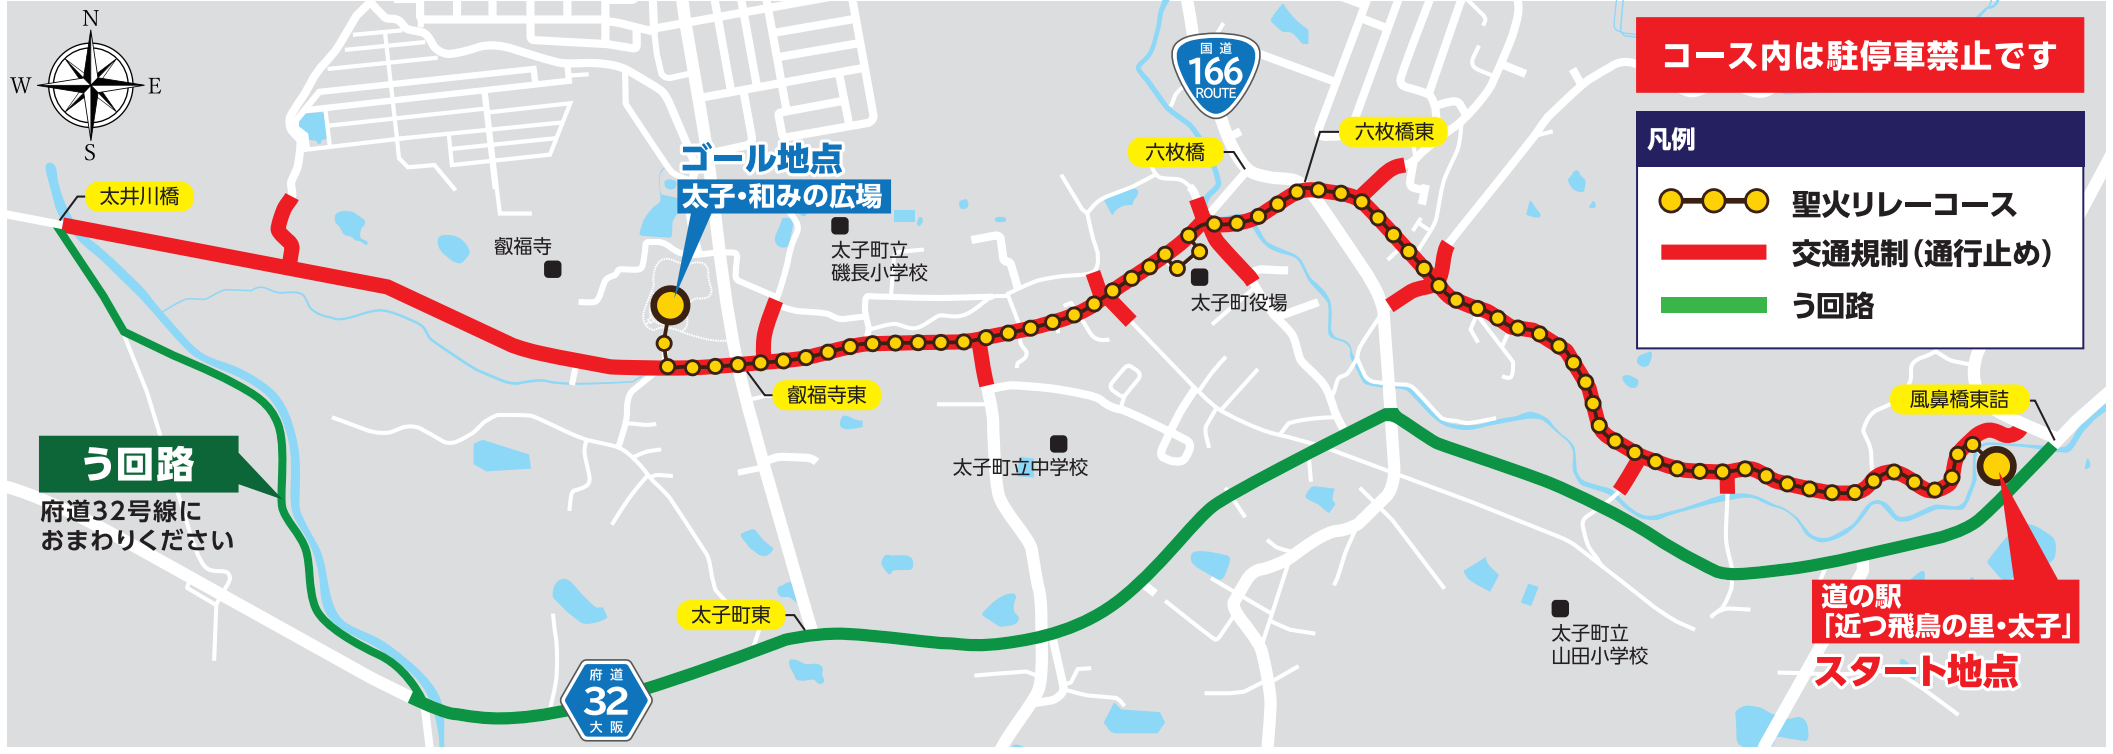 N
W
E
S
国道
166
ROUTE
コース内は駐停車禁止です
凡例
聖火リレーコース
交通規制(通行止め)
う回路
六枚橋東
六枚橋
ゴール地点
太子・和みの広場
太井川橋
叡福寺
太子町立
磯長小学校
太子町役場
叡福寺東
風鼻橋東詰
う回路
府道32号線に
おまわりください
太子町立中学校
太子町東
道の駅
「近つ飛鳥の里・太子」
スタート地点
太子町立
山田小学校
府道
32
大阪